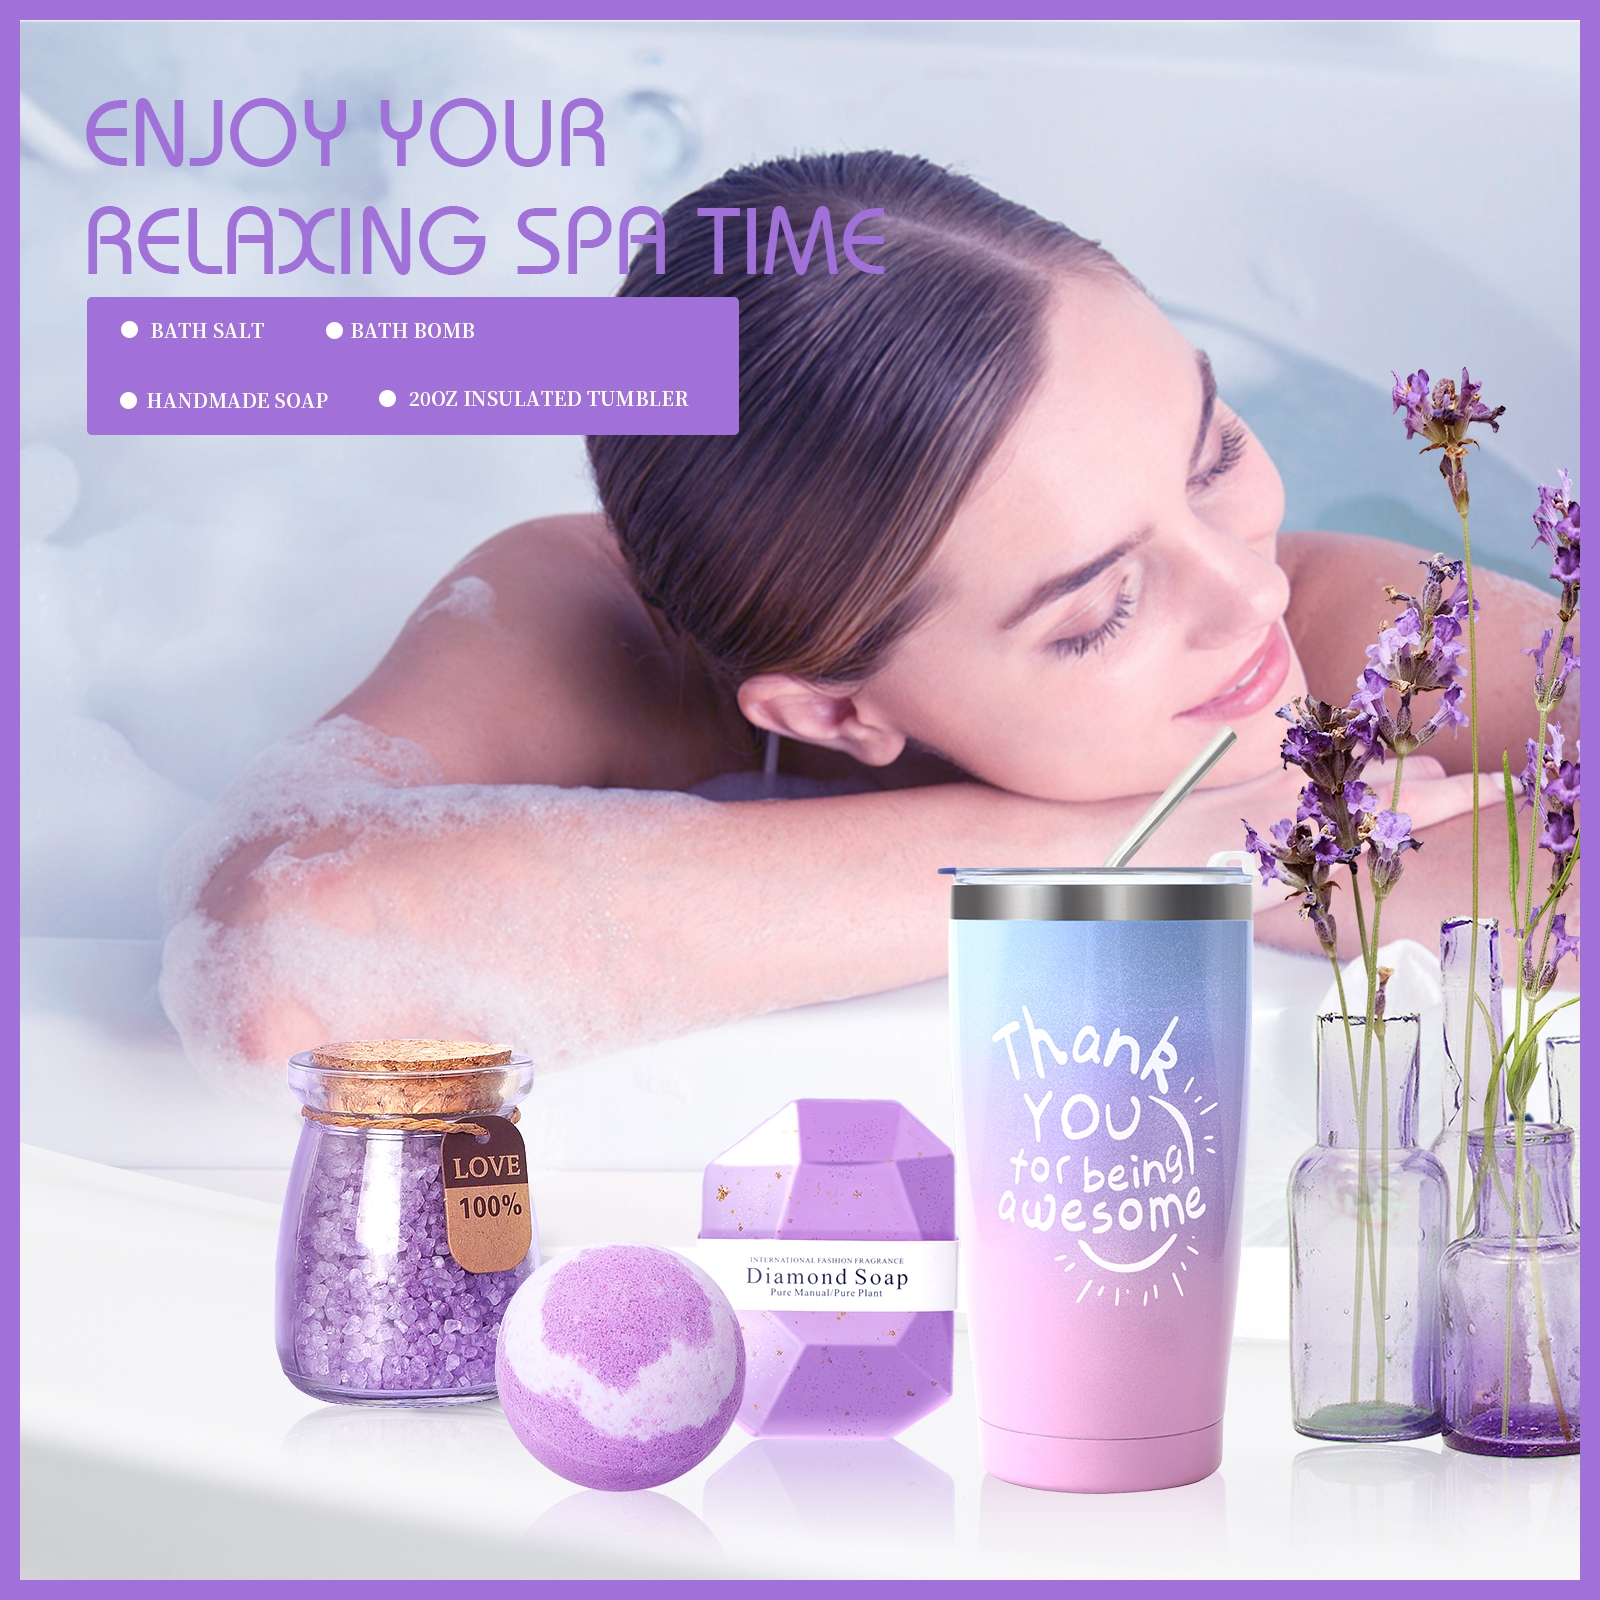 ENJOY YOUR
RELAXING SPA TIME
BATH SALT
BATH BOMB
HANDMADE SOAP
20OZ INSULATED TUMBLER
LOVE
100%
INTERNATIONAL FASHION FRAGRANCE
Diamond Soap
Pure Manual/Pure Plant
Thank
YOU
for being
awesome